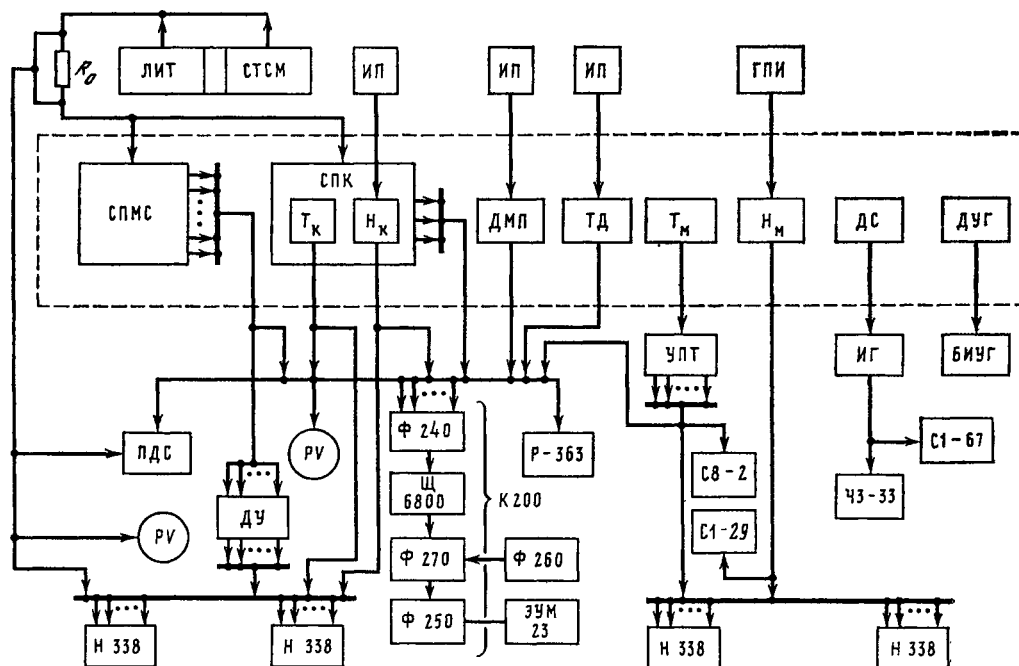 R₀
ЛИТ
СТСМ
ИП
ИП
ИП
ГПИ
СПМС
СПК
Тк
Нк
ДМП
ТД
Тм
Нм
ДС
ДУГ
УПТ
ИГ
БИУГ
ПДС
PV
Ф 240
Р-363
С8-2
С1-67
Щ
6800
К200
ЧЗ-33
ДУ
PV
Ф 270
Ф 260
С1-29
Ф 250
ЗУМ
23
Н 338
Н 338
Н 338
Н 338